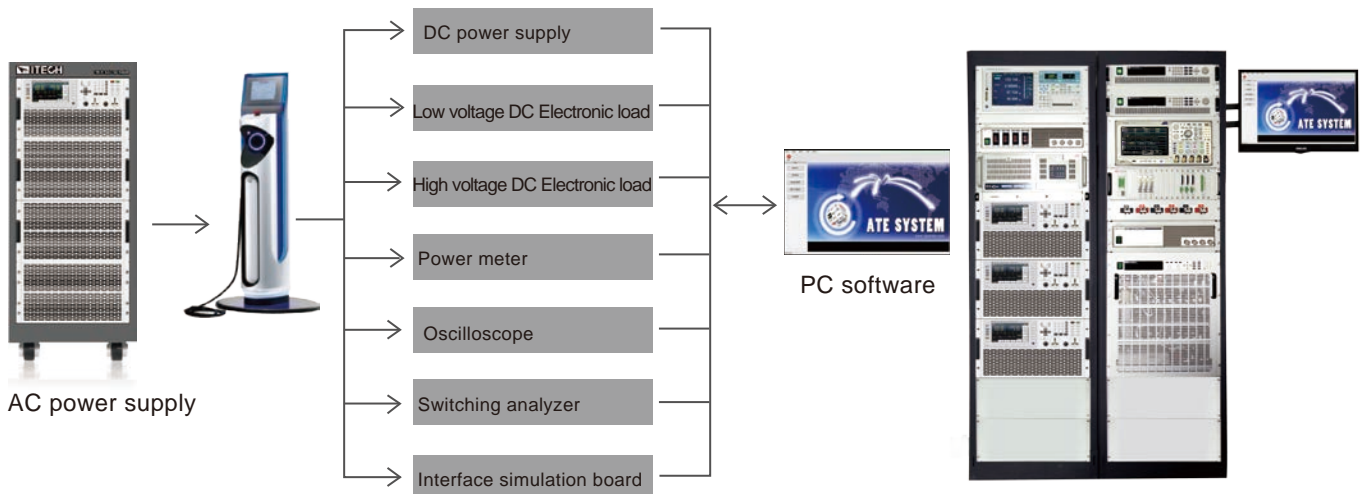 ITECH
AC power supply
DC power supply
Low voltage DC Electronic load
High voltage DC Electronic load
Power meter
Oscilloscope
Switching analyzer
Interface simulation board
ATE SYSTEM
PC software
ATE SYSTEM